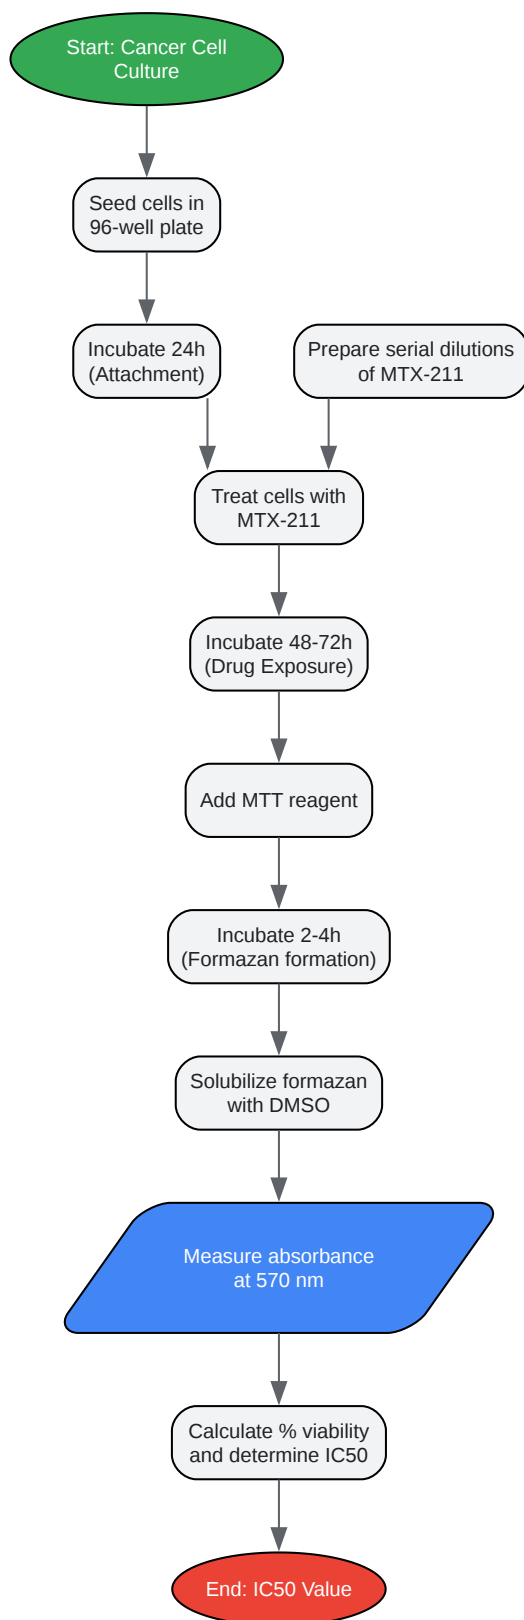 Start: Cancer Cell
Culture
Seed cells in
96-well plate
Incubate 24h
(Attachment)
Prepare serial dilutions
of MTX-211
Treat cells with
MTX-211
Incubate 48-72h
(Drug Exposure)
Add MTT reagent
Incubate 2-4h
(Formazan formation)
Solubilize formazan
with DMSO
Measure absorbance
at 570 nm
Calculate % viability
and determine IC50
End: IC50 Value